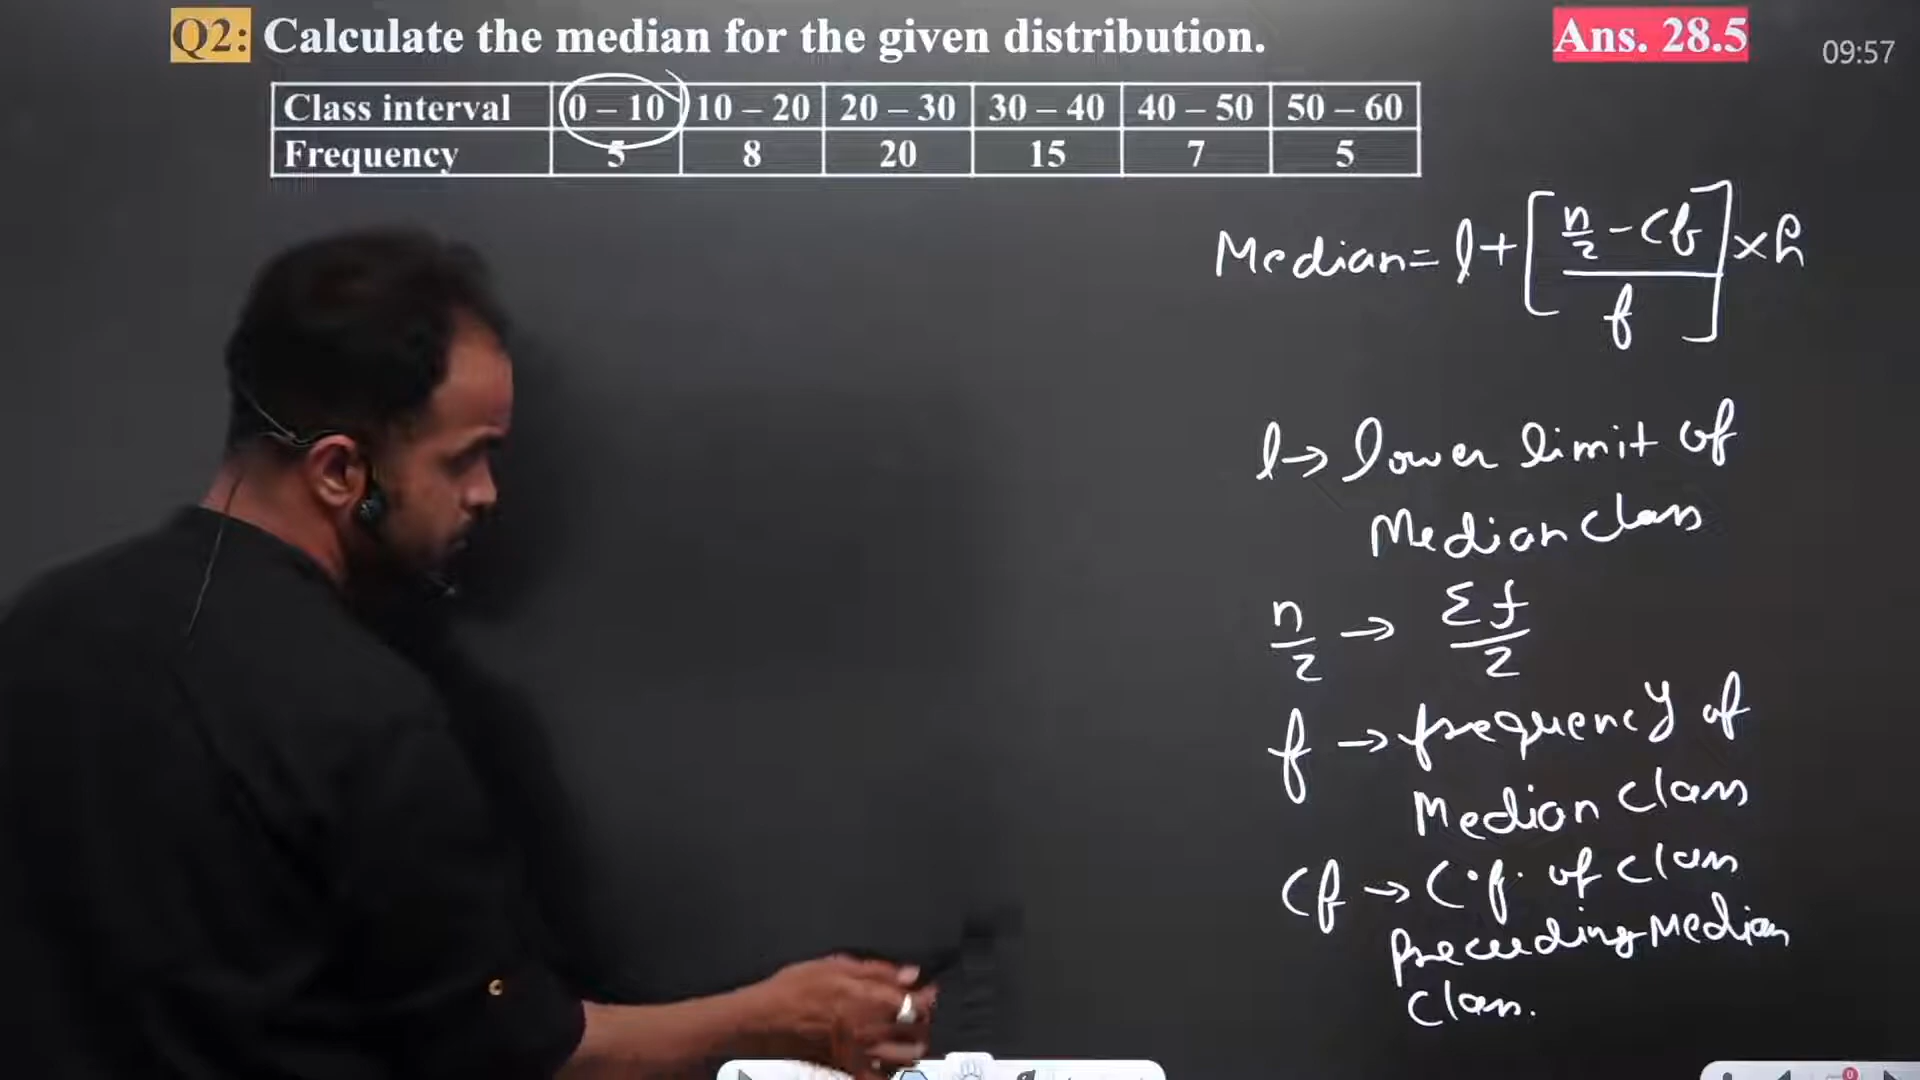 Q2: Calculate the median for the given distribution.
Ans. 28.5
09:57
Class interval 0 – 10 10 – 20 20 – 30 30 – 40 40 – 50 50 – 60
Frequency 5 8 20 15 7 5
Median = l + [ (n/2 - Cf) / f ] × h
l → lower limit of
Median class
n/2 → Σf/2
f → frequency of
Median class
Cf → C.f. of class
preceeding Median
class.